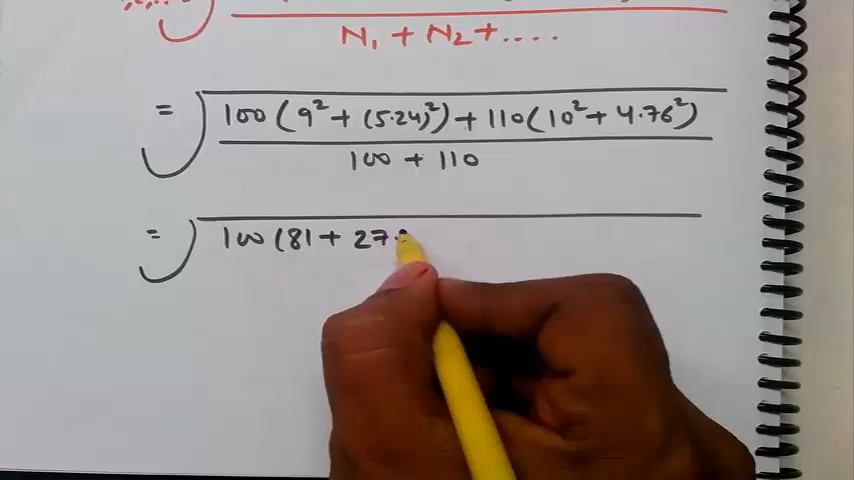 N₁ + N₂ + ....
= √ 100 (9² + (5.24)²) + 110 (10² + 4.76²)
100 + 110
= √ 100 (81 + 27.